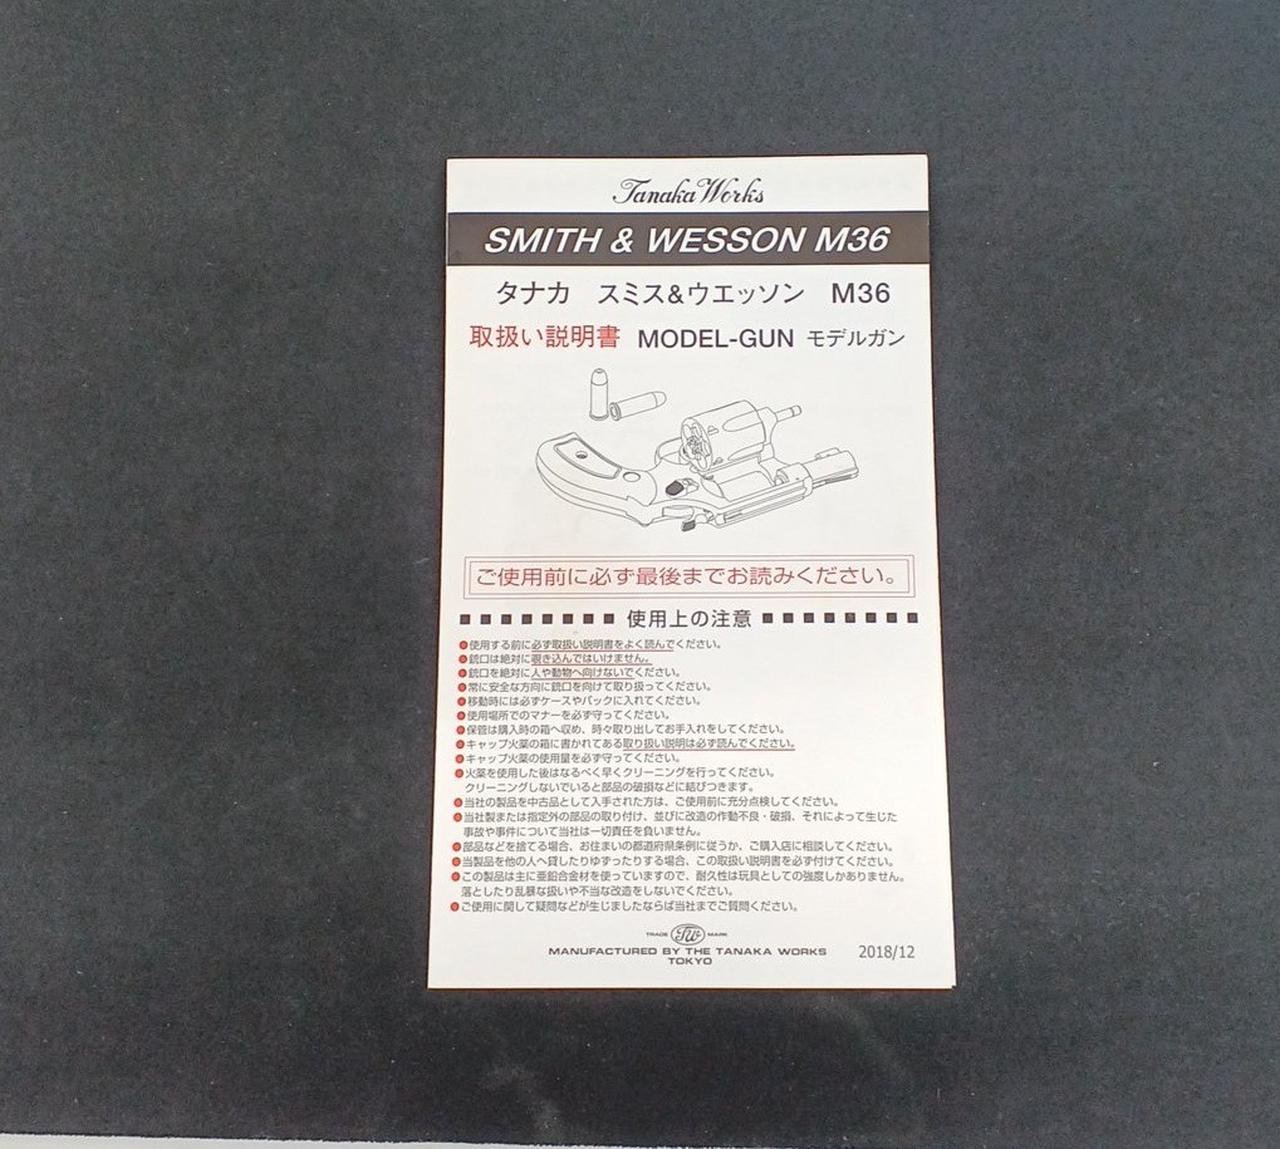 Tanaka Works
SMITH & WESSON M36
タナカ スミス&ウエッソン M36
取扱い説明書 MODEL-GUN モデルガン
ご使用前に必ず最後までお読みください。
使用上の注意
使用する前に必ず取扱い説明書をよく読んでください。
銃口は絶対に覗き込んではいけません。
銃口を絶対に人や動物へ向けないでください。
常に安全な方向に銃口を向けて取り扱ってください。
移動時には必ずケースやバックに入れてください。
使用場所でのマナーを必ず守ってください。
保管は購入時の箱へ収め、時々取り出してお手入れをしてください。
キャップ火薬の箱に書かれてある取り扱い説明は必ず読んでください。
キャップ火薬の使用量を必ず守ってください。
火薬を使用した後はなるべく早くクリーニングを行ってください。
クリーニングしないでいると部品の破損などに結びつきます。
当社の製品を中古品として入手された方は、ご使用前に充分点検してください。
当社製または指定外の部品の取り付け、並びに改造の作動不良・破損、それによって生じた
事故や事件について当社は一切責任を負いません。
部品などを捨てる場合、お住まいの都道府県条例に従うか、ご購入店に相談してください。
当製品を他の人へ貸したりゆずったりする場合、この取扱い説明書を必ず付けてください。
この製品は主に亜鉛合金材を使っていますので、耐久性は玩具としての強度しかありません。
落としたり乱暴な扱いや不当な改造をしないでください。
ご使用に関して疑問などが生じましたならば当社までご質問ください。
TRADE TW MARK
MANUFACTURED BY THE TANAKA WORKS
TOKYO
2018/12